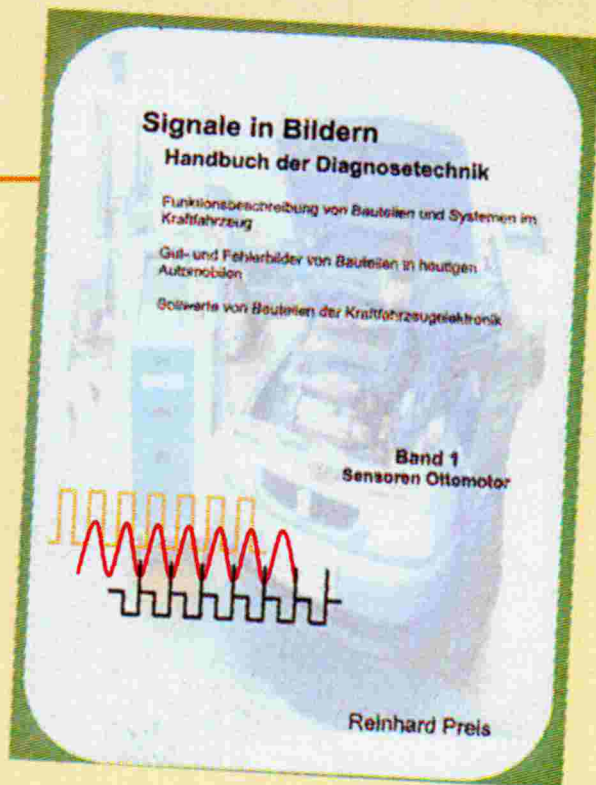 Signale in Bildern
Handbuch der Diagnosetechnik
Funktionsbeschreibung von Bauteilen und Systemen im
Kraftfahrzeug
Gut- und Fehlerbilder von Bauteilen in heutigen
Automobilen
Sollwerte von Bauteilen der Kraftfahrzeugelektronik
Band 1
Sensoren Ottomotor
Reinhard Preis